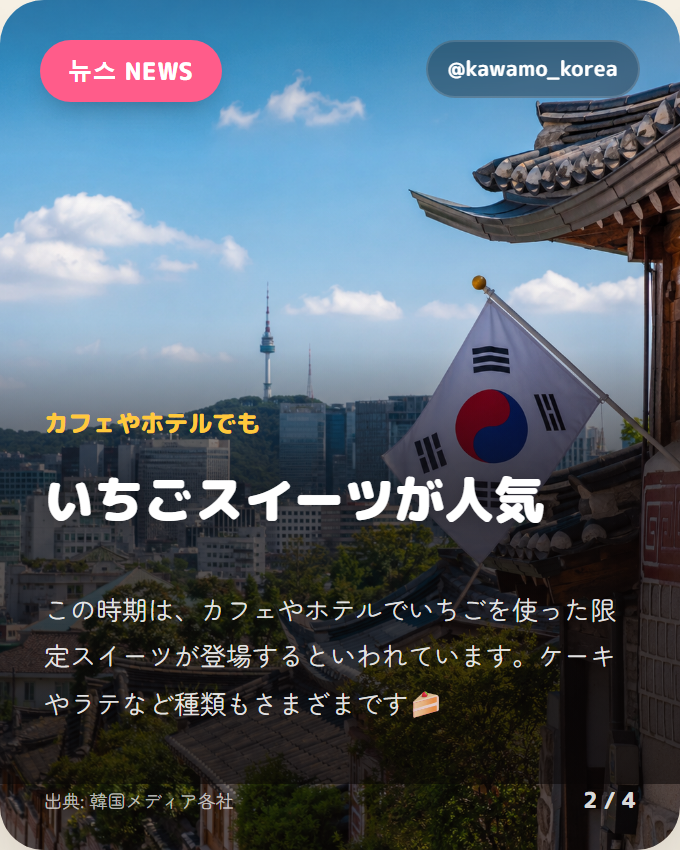 뉴스 NEWS
@kawamo_korea
カフェやホテルでも
いちごスイーツが人気
この時期は、カフェやホテルでいちごを使った限
定スイーツが登場するといわれています。ケーキ
やラテなど種類もさまざまです🍰
出典: 韓国メディア各社
2 / 4